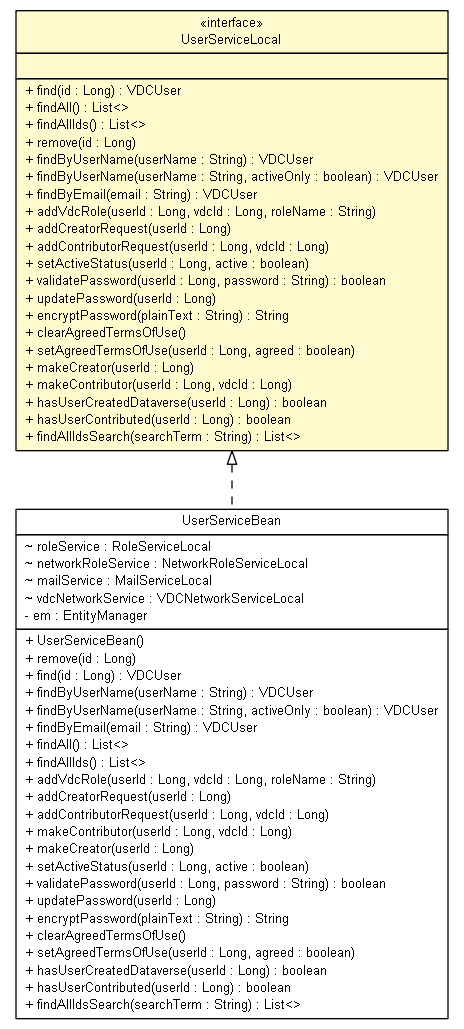 «interface»
UserServiceLocal
+ find(id : Long) : VDCUser
+ findAll() : List<>
+ findAllIds() : List<>
+ remove(id : Long)
+ findByUserName(userName : String) : VDCUser
+ findByUserName(userName : String, activeOnly : boolean) : VDCUser
+ findByEmail(email : String) : VDCUser
+ addVdcRole(userId : Long, vdcId : Long, roleName : String)
+ addCreatorRequest(userId : Long)
+ addContributorRequest(userId : Long, vdcId : Long)
+ setActiveStatus(userId : Long, active : boolean)
+ validatePassword(userId : Long, password : String) : boolean
+ updatePassword(userId : Long)
+ encryptPassword(plainText : String) : String
+ clearAgreedTermsOfUse()
+ setAgreedTermsOfUse(userId : Long, agreed : boolean)
+ makeCreator(userId : Long)
+ makeContributor(userId : Long, vdcId : Long)
+ hasUserCreatedDataverse(userId : Long) : boolean
+ hasUserContributed(userId : Long) : boolean
+ findAllIdsSearch(searchTerm : String) : List<>
UserServiceBean
~ roleService : RoleServiceLocal
~ networkRoleService : NetworkRoleServiceLocal
~ mailService : MailServiceLocal
~ vdcNetworkService : VDCNetworkServiceLocal
- em : EntityManager
+ UserServiceBean()
+ remove(id : Long)
+ find(id : Long) : VDCUser
+ findByUserName(userName : String) : VDCUser
+ findByUserName(userName : String, activeOnly : boolean) : VDCUser
+ findByEmail(email : String) : VDCUser
+ findAll() : List<>
+ findAllIds() : List<>
+ addVdcRole(userId : Long, vdcId : Long, roleName : String)
+ addCreatorRequest(userId : Long)
+ addContributorRequest(userId : Long, vdcId : Long)
+ makeContributor(userId : Long, vdcId : Long)
+ makeCreator(userId : Long)
+ setActiveStatus(userId : Long, active : boolean)
+ validatePassword(userId : Long, password : String) : boolean
+ updatePassword(userId : Long)
+ encryptPassword(plainText : String) : String
+ clearAgreedTermsOfUse()
+ setAgreedTermsOfUse(userId : Long, agreed : boolean)
+ hasUserCreatedDataverse(userId : Long) : boolean
+ hasUserContributed(userId : Long) : boolean
+ findAllIdsSearch(searchTerm : String) : List<>